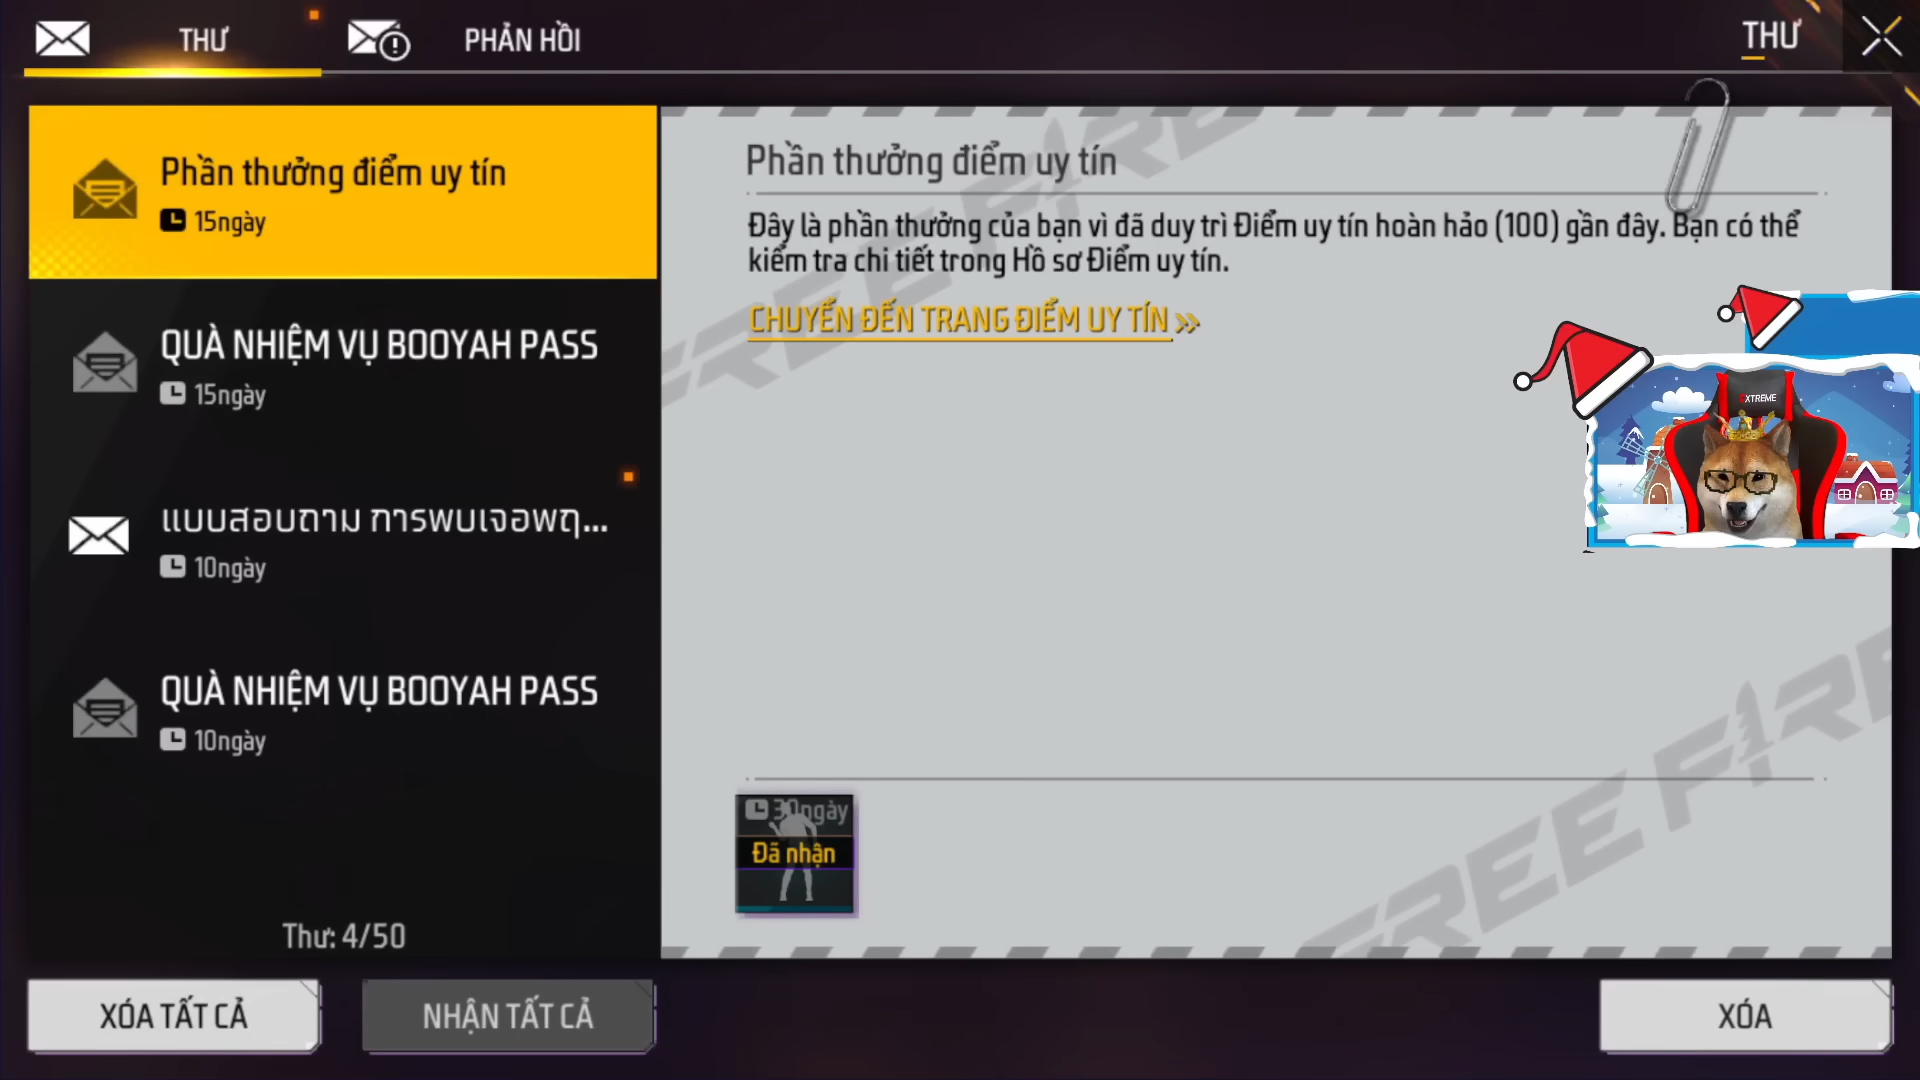 THƯ
PHẢN HỒI
THƯ
Phần thưởng điểm uy tín
15ngày
QUÀ NHIỆM VỤ BOOYAH PASS
15ngày
แบบสอบถาม การพบเจอพฤ...
10ngày
QUÀ NHIỆM VỤ BOOYAH PASS
10ngày
Thư: 4/50
XÓA TẤT CẢ
NHẬN TẤT CẢ
Phần thưởng điểm uy tín
Đây là phần thưởng của bạn vì đã duy trì Điểm uy tín hoàn hảo (100) gần đây. Bạn có thể
kiểm tra chi tiết trong Hồ sơ Điểm uy tín.
CHUYỂN ĐẾN TRANG ĐIỂM UY TÍN »
FREE FIRE
EXTREME
30ngày
Đã nhận
FREE FIRE
XÓA